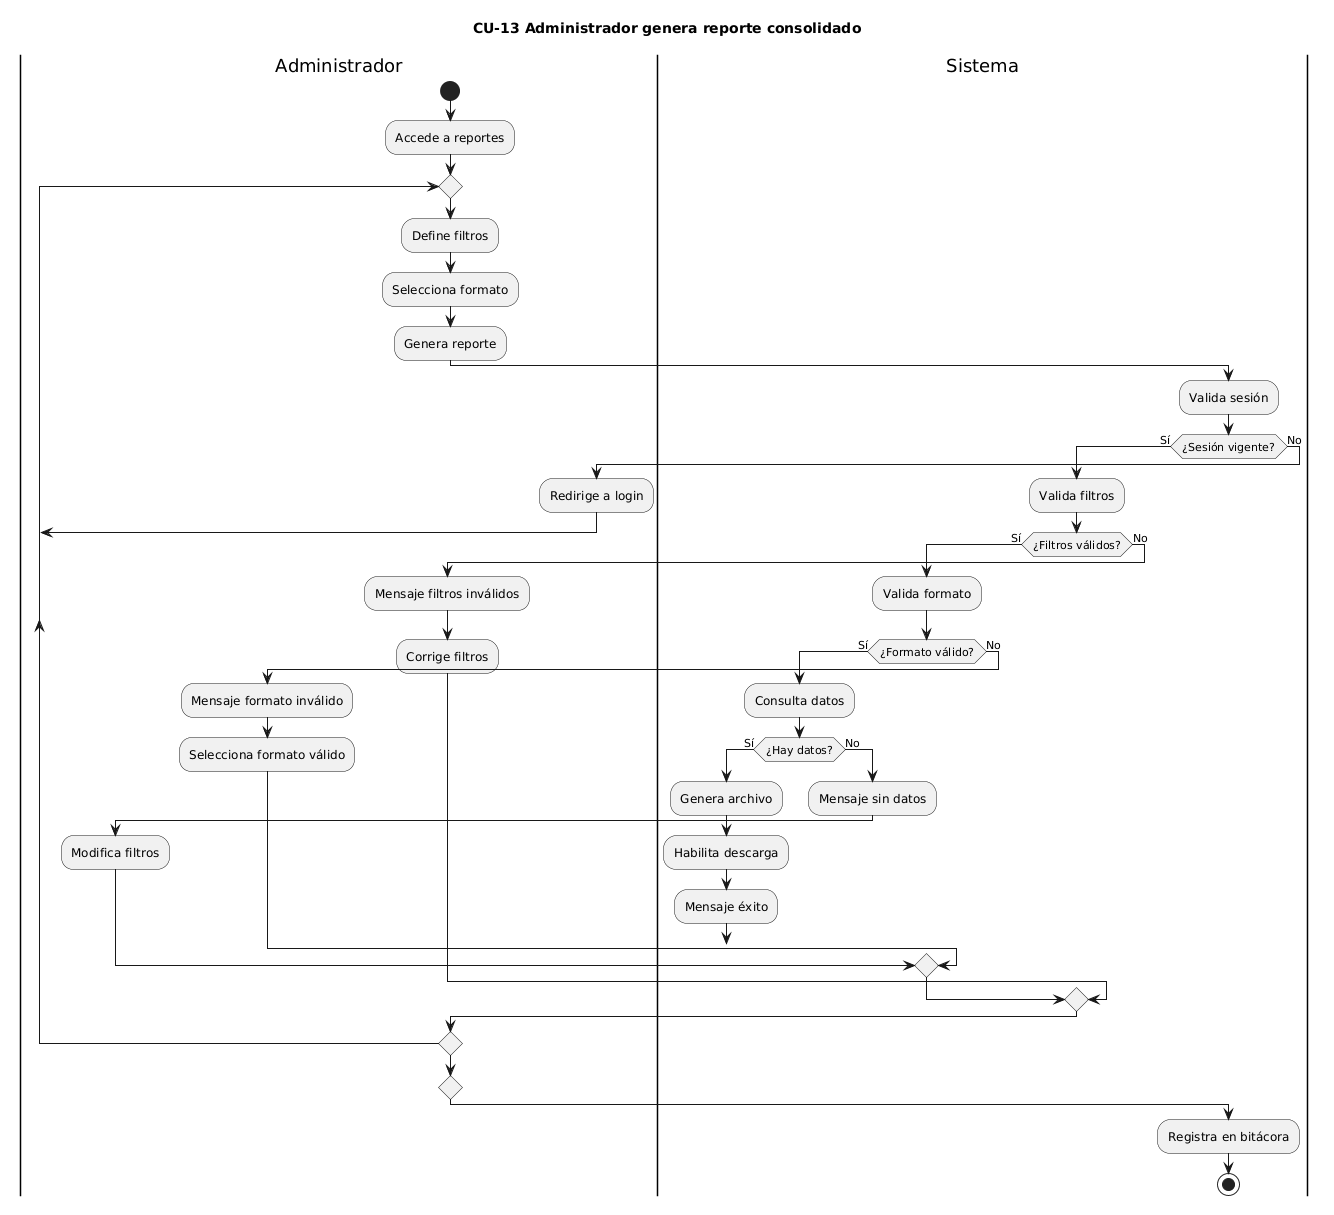 CU-13 Administrador genera reporte consolidado
Administrador
Sistema
Accede a reportes
Define filtros
Selecciona formato
Genera reporte
Valida sesión
Sí
¿Sesión vigente?
No
Redirige a login
Valida filtros
Sí
¿Filtros válidos?
No
Mensaje filtros inválidos
Valida formato
Corrige filtros
Sí
¿Formato válido?
No
Mensaje formato inválido
Consulta datos
Selecciona formato válido
Sí
¿Hay datos?
No
Genera archivo
Mensaje sin datos
Modifica filtros
Habilita descarga
Mensaje éxito
Registra en bitácora